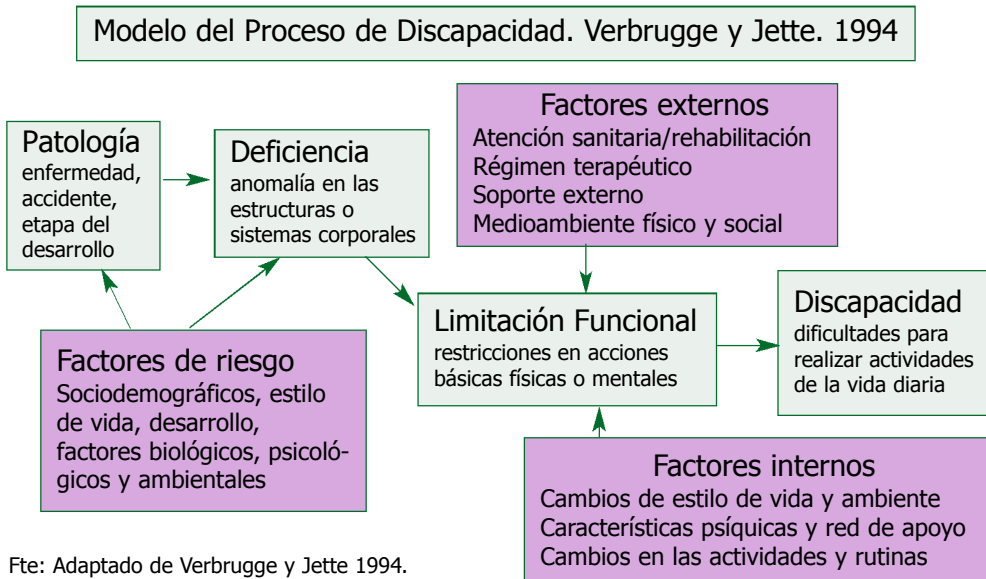 Modelo del Proceso de Discapacidad. Verbrugge y Jette. 1994
Patología
enfermedad,
accidente,
etapa del
desarrollo
Deficiencia
anomalía en las
estructuras o
sistemas corporales
Factores externos
Atención sanitaria/rehabilitación
Régimen terapéutico
Soporte externo
Medioambiente físico y social
Factores de riesgo
Sociodemográficos, estilo
de vida, desarrollo,
factores biológicos, psicoló-
gicos y ambientales
Limitación Funcional
restricciones en acciones
básicas físicas o mentales
Discapacidad
dificultades para
realizar actividades
de la vida diaria
Factores internos
Cambios de estilo de vida y ambiente
Características psíquicas y red de apoyo
Cambios en las actividades y rutinas
Fte: Adaptado de Verbrugge y Jette 1994.